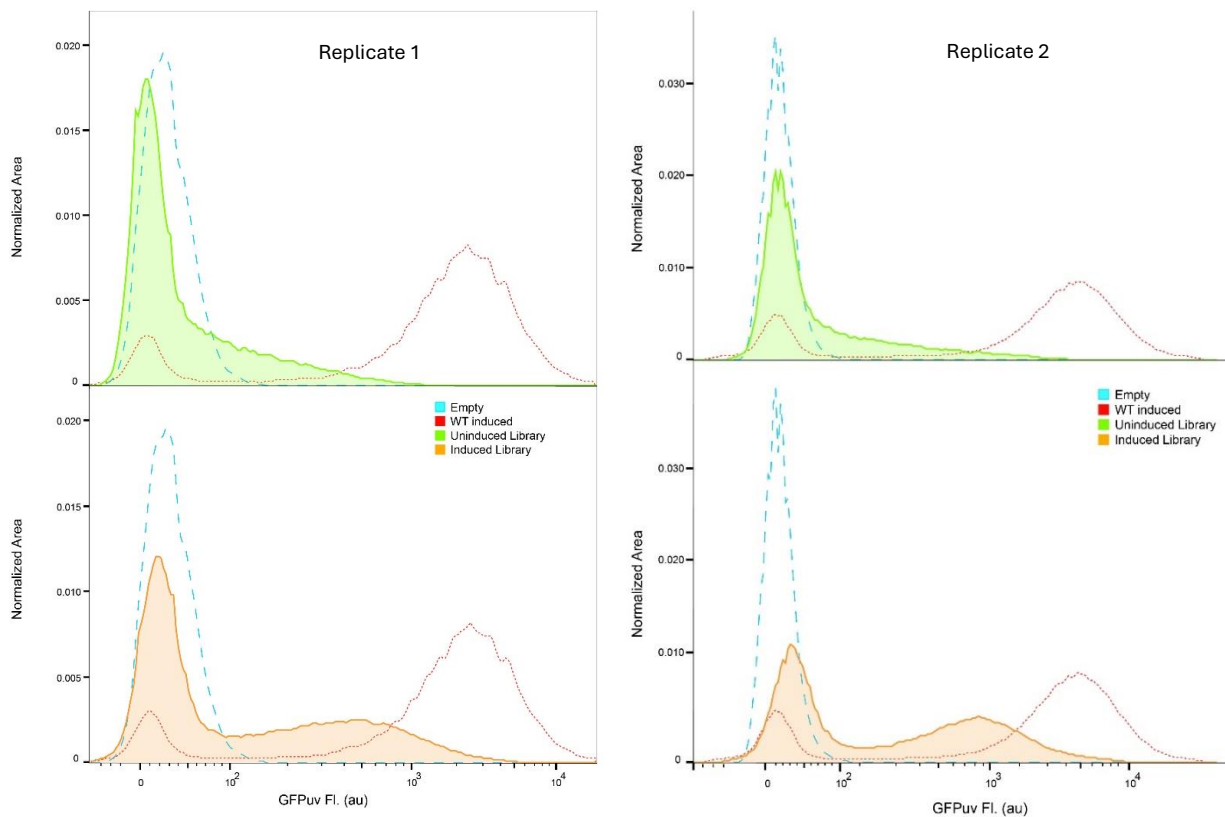 Replicate 1
Normalized Area
0.020
0.015
0.010
0.005
0
Replicate 2
Normalized Area
0.030
0.020
0.010
0
Empty
WT induced
Uninduced Library
Induced Library
Normalized Area
0.020
0.015
0.010
0.005
0
0
10²
10³
10⁴
GFPuv Fl. (au)
Empty
WT induced
Uninduced Library
Induced Library
Normalized Area
0.030
0.020
0.010
0
0
10²
10³
10⁴
GFPuv Fl. (au)